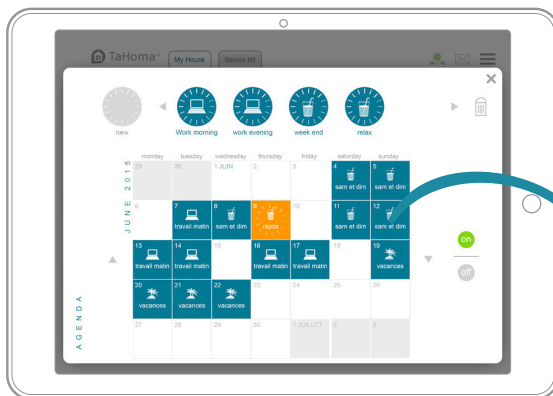 TaHoma®
My House
Secure Kit
new
Work morning
work evening
week end
relax
monday tuesday wednesday thursday friday saturday sunday
JUNE 2015
AGENDA
29 30 1 JUIN 2 3 4 5
sam et dim sam et dim
6 7 8 9 10 11 12
travail matin sam et dim repos sam et dim sam et dim
13 14 15 16 17 18 19
travail matin travail matin travail matin travail matin vacances
20 21 22 23 24 25 26
vacances vacances vacances
27 28 29 30 1 JUILLET 2 3
on
off